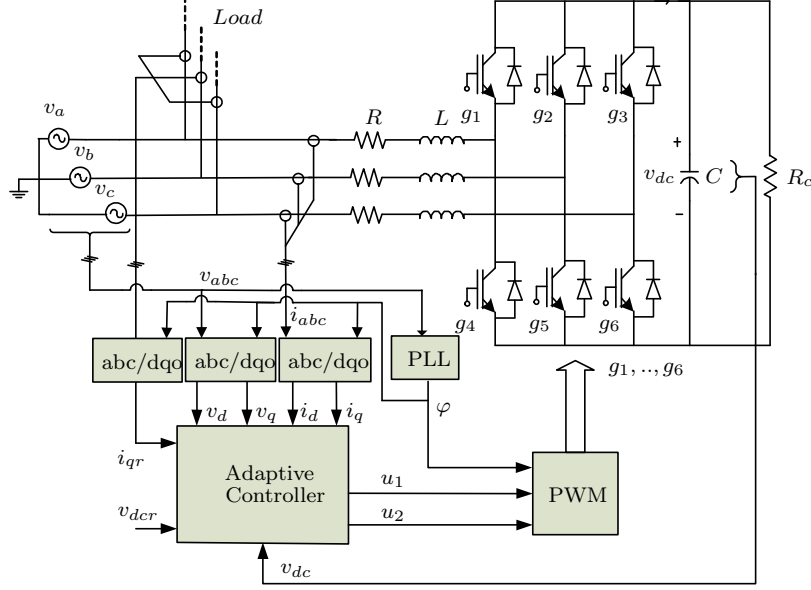 Load
v_a
R
L
g_1
g_2
g_3
v_b
+
v_c
v_dc
C
R_c
−
v_abc
i_abc
g_4
g_5
g_6
abc/dqo
abc/dqo
abc/dqo
PLL
g_1, .., g_6
v_d
v_q
i_d
i_q
φ
i_qr
Adaptive
Controller
u_1
PWM
v_dcr
u_2
v_dc